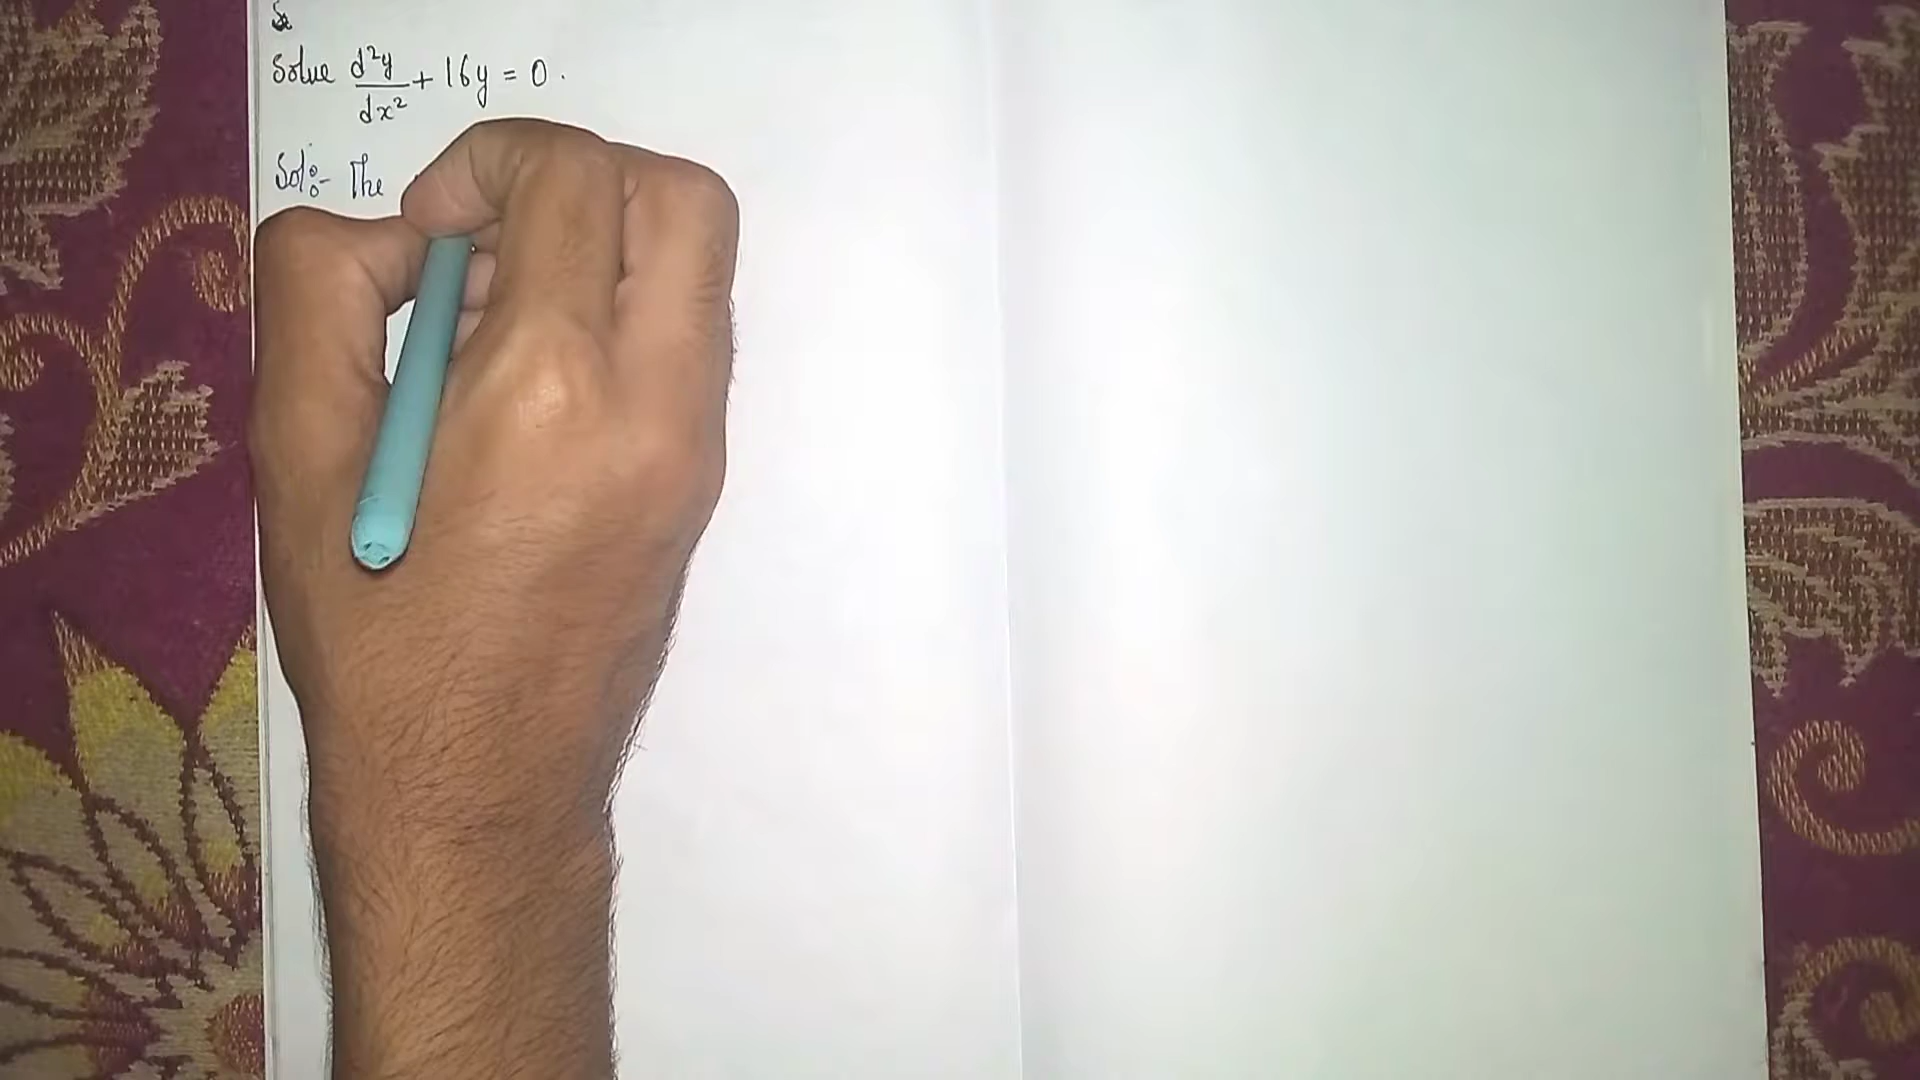 Solve d²y/dx² + 16y = 0 .
Sol:- The